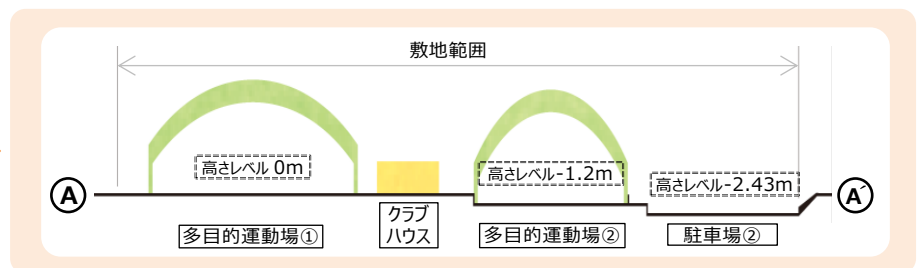 敷地範囲
高さレベル 0m
高さレベル-1.2m
高さレベル-2.43m
A
A´
クラブ
ハウス
多目的運動場①
多目的運動場②
駐車場②